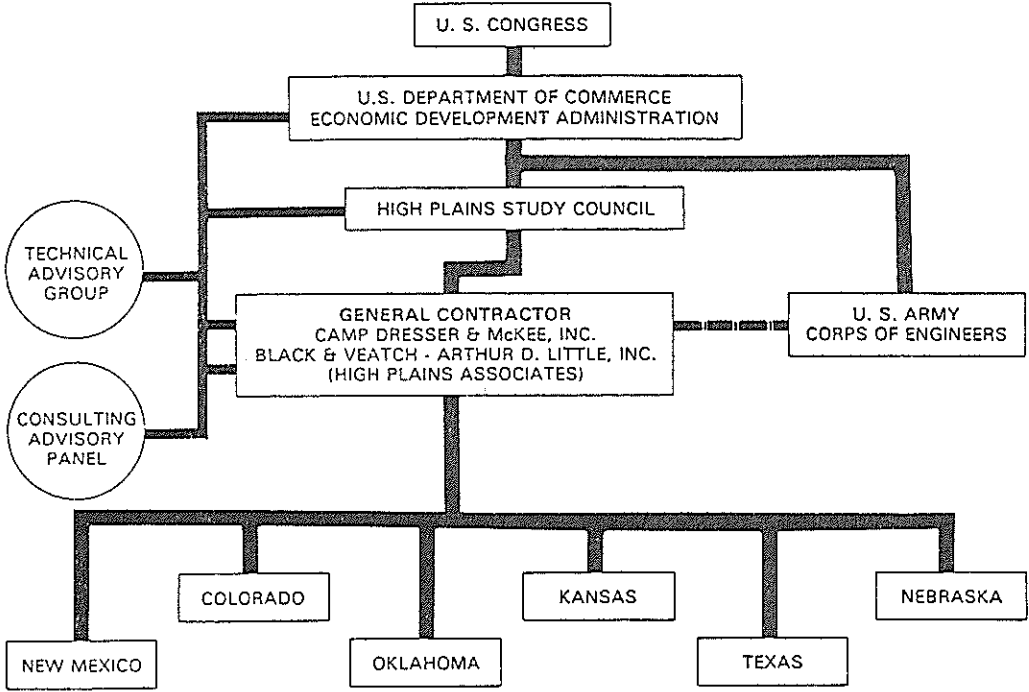 U. S. CONGRESS
U.S. DEPARTMENT OF COMMERCE
ECONOMIC DEVELOPMENT ADMINISTRATION
HIGH PLAINS STUDY COUNCIL
TECHNICAL
ADVISORY
GROUP
GENERAL CONTRACTOR
CAMP DRESSER & McKEE, INC.
BLACK & VEATCH - ARTHUR D. LITTLE, INC.
(HIGH PLAINS ASSOCIATES)
U. S. ARMY
CORPS OF ENGINEERS
CONSULTING
ADVISORY
PANEL
COLORADO
KANSAS
NEBRASKA
NEW MEXICO
OKLAHOMA
TEXAS